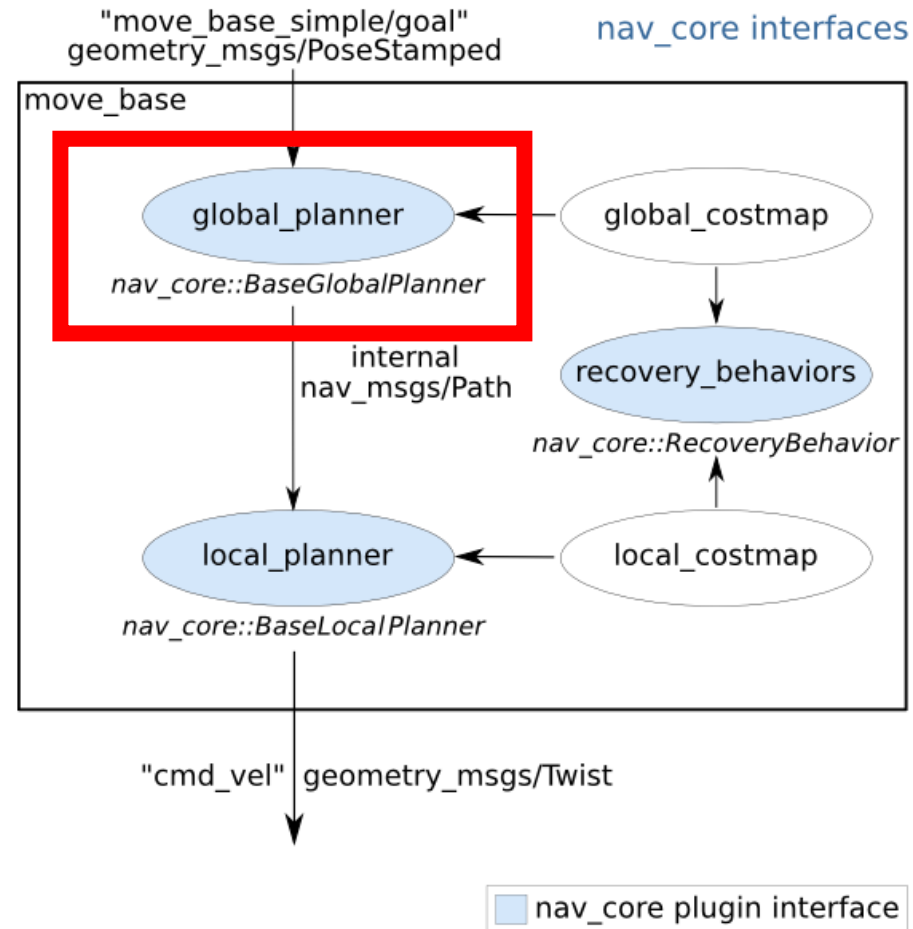 "move_base_simple/goal"
geometry_msgs/PoseStamped
nav_core interfaces
move_base
global_planner
global_costmap
nav_core::BaseGlobalPlanner
internal
nav_msgs/Path
recovery_behaviors
nav_core::RecoveryBehavior
local_planner
local_costmap
nav_core::BaseLocalPlanner
"cmd_vel" geometry_msgs/Twist
nav_core plugin interface